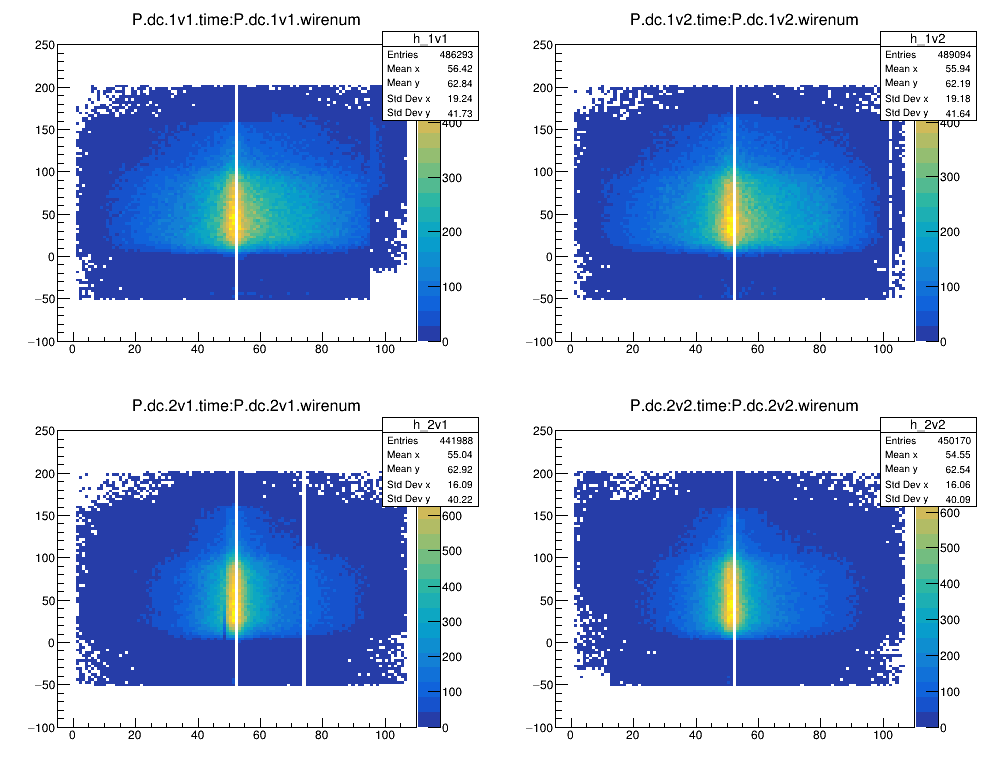 P.dc.1v1.time:P.dc.1v1.wirenum
h_1v1
Entries 486293
Mean x 56.42
Mean y 62.84
Std Dev x 19.24
Std Dev y 41.73
250
200
150
100
50
0
−50
−100
0 20 40 60 80 100
400
300
200
100
0
P.dc.1v2.time:P.dc.1v2.wirenum
h_1v2
Entries 489094
Mean x 55.94
Mean y 62.19
Std Dev x 19.18
Std Dev y 41.64
250
200
150
100
50
0
−50
−100
0 20 40 60 80 100
400
300
200
100
0
P.dc.2v1.time:P.dc.2v1.wirenum
h_2v1
Entries 441988
Mean x 55.04
Mean y 62.92
Std Dev x 16.09
Std Dev y 40.22
250
200
150
100
50
0
−50
−100
0 20 40 60 80 100
600
500
400
300
200
100
0
P.dc.2v2.time:P.dc.2v2.wirenum
h_2v2
Entries 450170
Mean x 54.55
Mean y 62.54
Std Dev x 16.06
Std Dev y 40.09
250
200
150
100
50
0
−50
−100
0 20 40 60 80 100
600
500
400
300
200
100
0